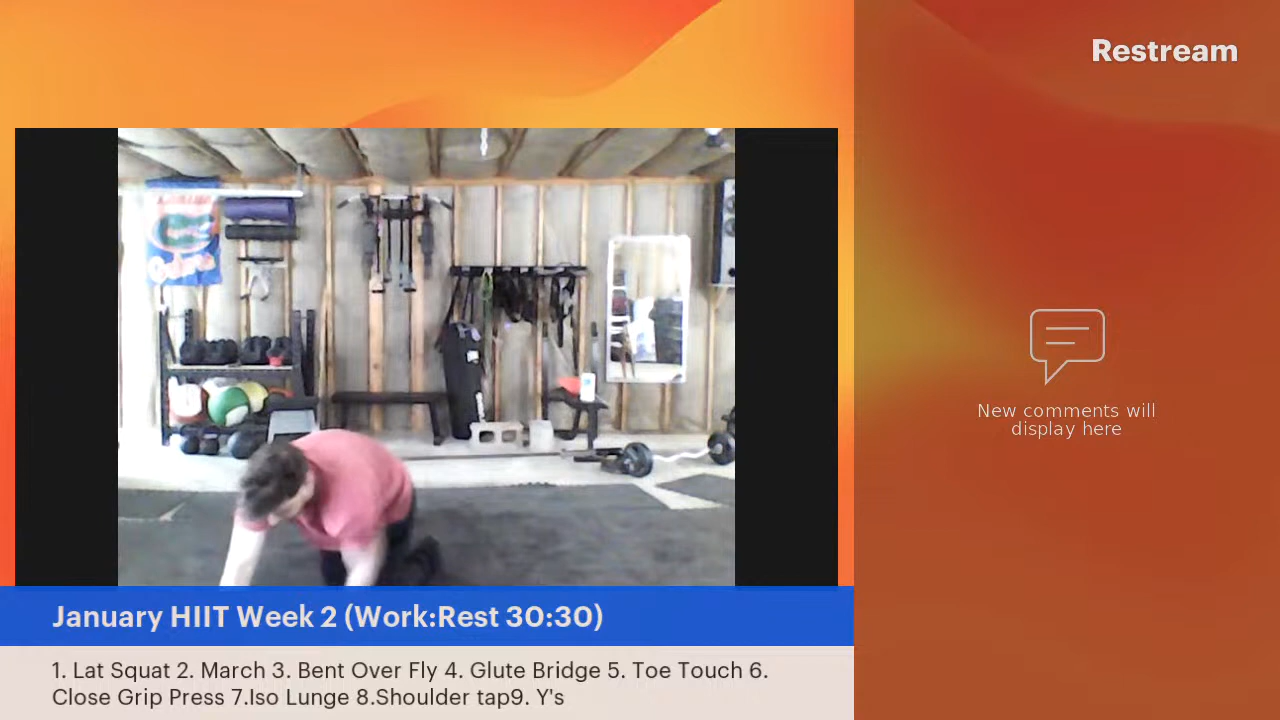 Restream
Gators
New comments will
display here
January HIIT Week 2 (Work:Rest 30:30)
1. Lat Squat 2. March 3. Bent Over Fly 4. Glute Bridge 5. Toe Touch 6.
Close Grip Press 7.Iso Lunge 8.Shoulder tap9. Y's